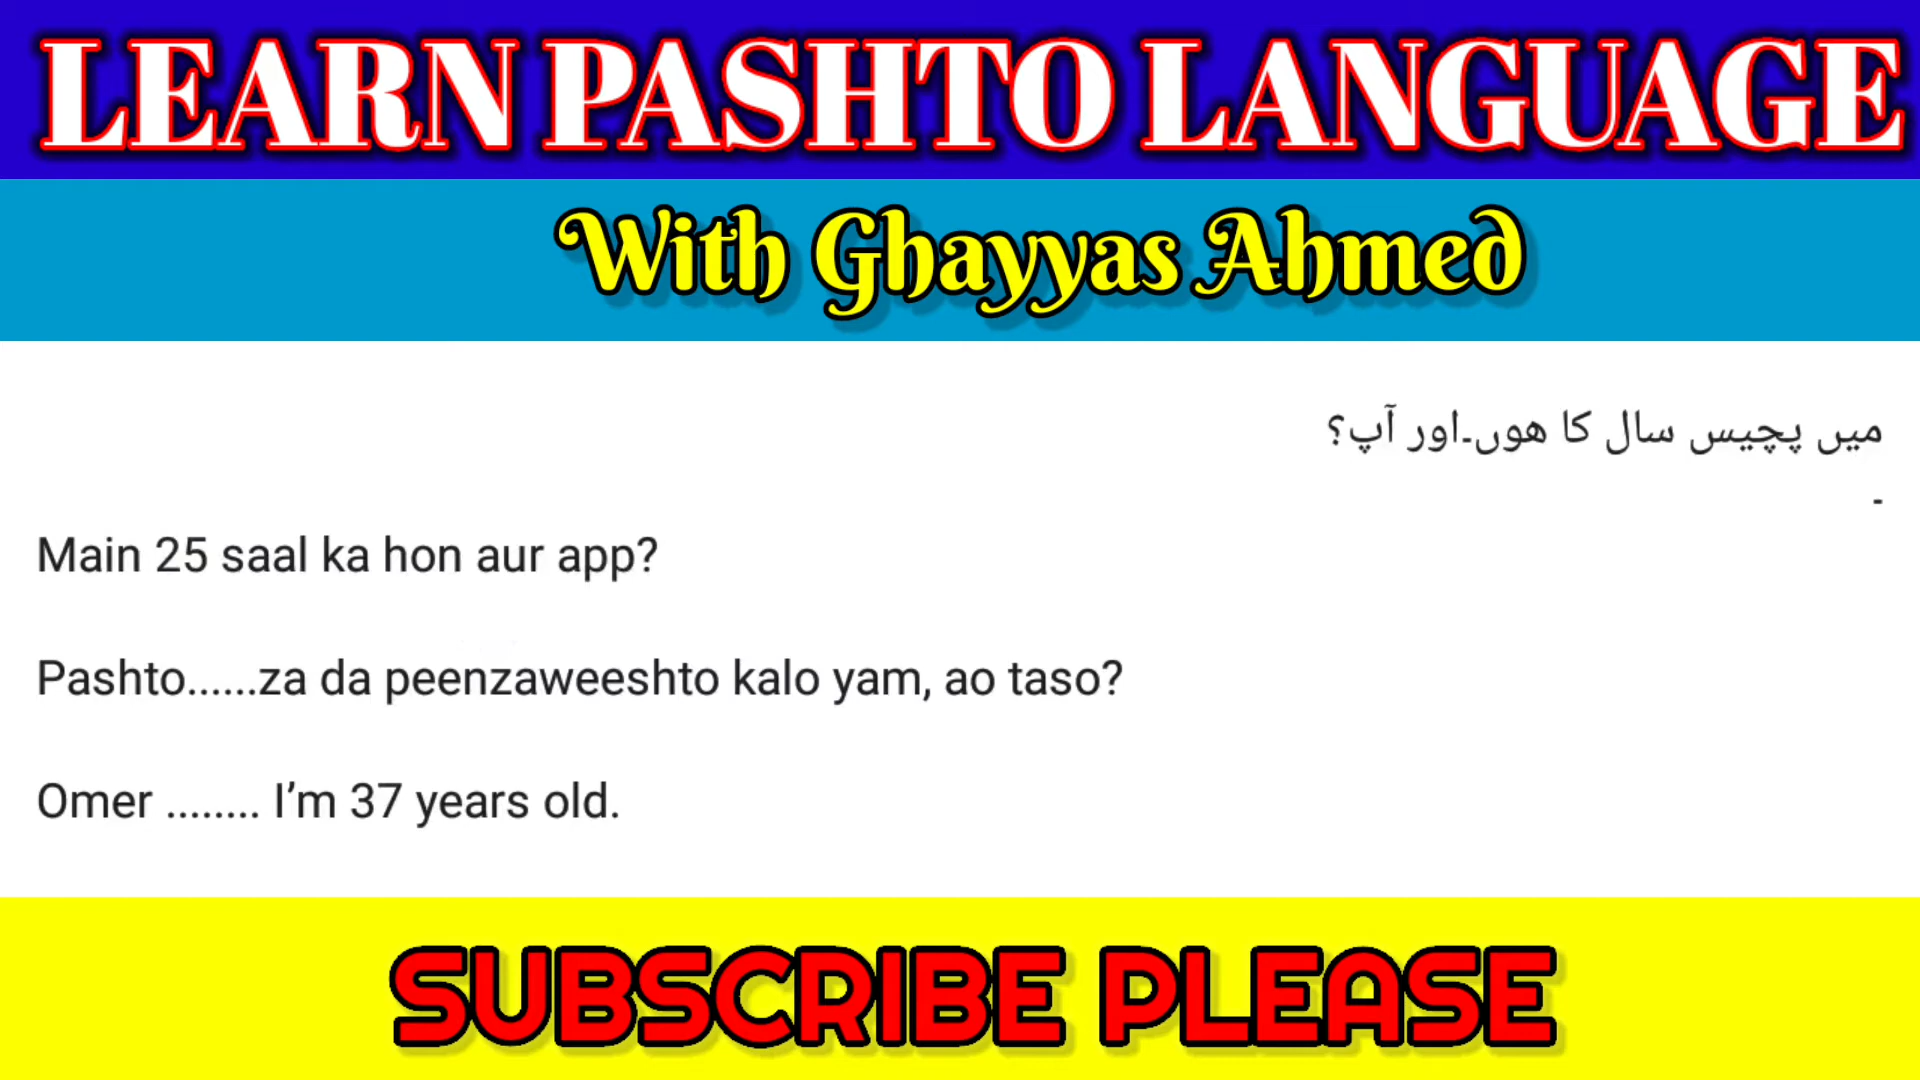 LEARN PASHTO LANGUAGE
With Ghayyas Ahmed
میں پچیس سال کا ھوں۔اور آپ؟
-
Main 25 saal ka hon aur app?
Pashto......za da peenzaweeshto kalo yam, ao taso?
Omer ........ I’m 37 years old.
SUBSCRIBE PLEASE